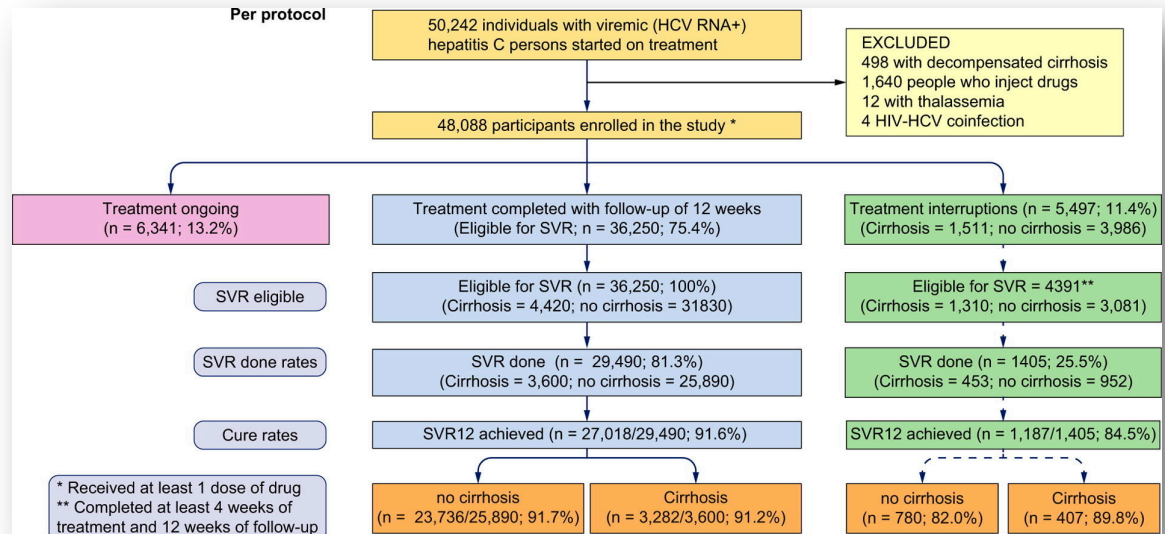 Per protocol
50,242 individuals with viremic (HCV RNA+)
hepatitis C persons started on treatment
EXCLUDED
498 with decompensated cirrhosis
1,640 people who inject drugs
12 with thalassemia
4 HIV-HCV coinfection
48,088 participants enrolled in the study *
Treatment ongoing
(n = 6,341; 13.2%)
Treatment completed with follow-up of 12 weeks
(Eligible for SVR; n = 36,250; 75.4%)
Treatment interruptions (n = 5,497; 11.4%)
(Cirrhosis = 1,511; no cirrhosis = 3,986)
SVR eligible
Eligible for SVR (n = 36,250; 100%)
(Cirrhosis = 4,420; no cirrhosis = 31830)
Eligible for SVR = 4391**
(Cirrhosis = 1,310; no cirrhosis = 3,081)
SVR done rates
SVR done (n = 29,490; 81.3%)
(Cirrhosis = 3,600; no cirrhosis = 25,890)
SVR done (n = 1405; 25.5%)
(Cirrhosis = 453; no cirrhosis = 952)
Cure rates
SVR12 achieved (n = 27,018/29,490; 91.6%)
SVR12 achieved (n = 1,187/1,405; 84.5%)
* Received at least 1 dose of drug
** Completed at least 4 weeks of
treatment and 12 weeks of follow-up
no cirrhosis
(n = 23,736/25,890; 91.7%)
Cirrhosis
(n = 3,282/3,600; 91.2%)
no cirrhosis
(n = 780; 82.0%)
Cirrhosis
(n = 407; 89.8%)